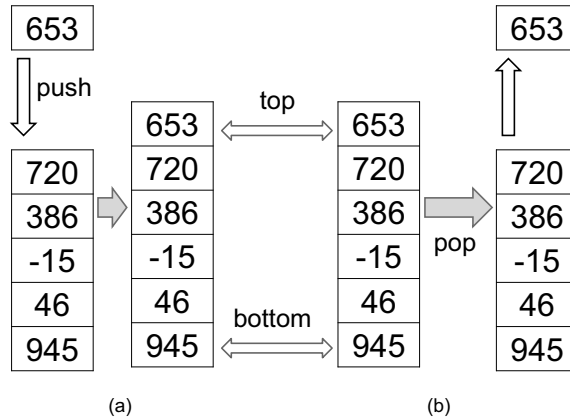 653 653
push
top
653 653
720 720 720 720
386 386 386 386
-15 -15 -15 -15
pop
46 46 46 46
bottom
945 945 945 945
(a) (b)